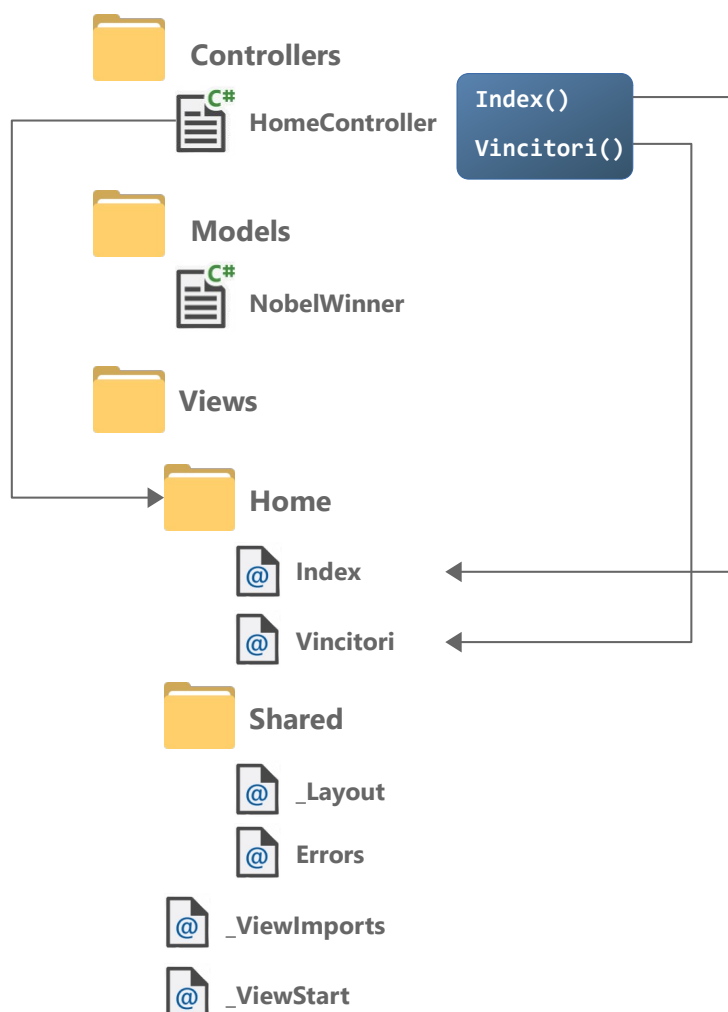 Controllers
C#
HomeController
Index()
Vincitori()
Models
C#
NobelWinner
Views
Home
@ Index
@ Vincitori
Shared
@ _Layout
@ Errors
@ _ViewImports
@ _ViewStart